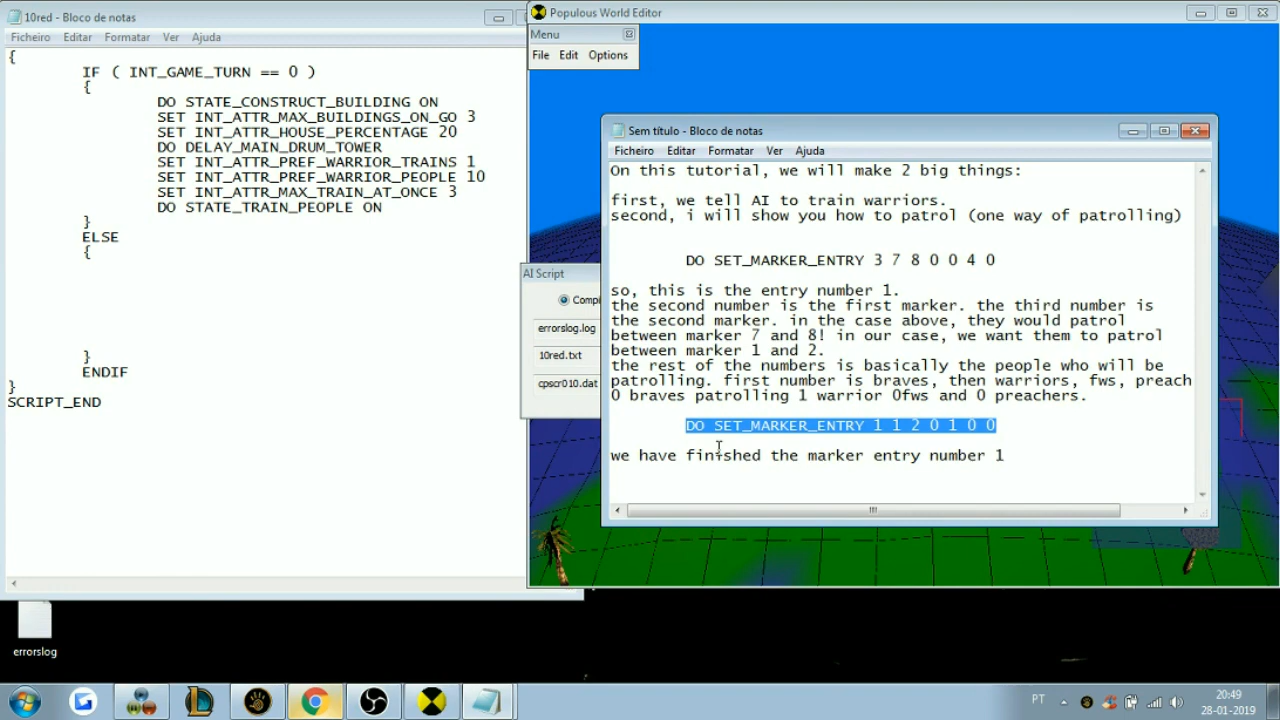 10red - Bloco de notas
Ficheiro Editar Formatar Ver Ajuda
{
IF ( INT_GAME_TURN == 0 )
{
DO STATE_CONSTRUCT_BUILDING ON
SET INT_ATTR_MAX_BUILDINGS_ON_GO 3
SET INT_ATTR_HOUSE_PERCENTAGE 20
DO DELAY_MAIN_DRUM_TOWER
SET INT_ATTR_PREF_WARRIOR_TRAINS 1
SET INT_ATTR_PREF_WARRIOR_PEOPLE 10
SET INT_ATTR_MAX_TRAIN_AT_ONCE 3
DO STATE_TRAIN_PEOPLE ON
}
ELSE
{
}
ENDIF
}
SCRIPT_END
Populous World Editor
Menu
File Edit Options
AI Script
Compi
errorslog.log
10red.txt
cpscr010.dat
Sem título - Bloco de notas
Ficheiro Editar Formatar Ver Ajuda
On this tutorial, we will make 2 big things:
first, we tell AI to train warriors.
second, i will show you how to patrol (one way of patrolling)
DO SET_MARKER_ENTRY 3 7 8 0 0 4 0
so, this is the entry number 1.
the second number is the first marker. the third number is
the second marker. in the case above, they would patrol
between marker 7 and 8! in our case, we want them to patrol
between marker 1 and 2.
the rest of the numbers is basically the people who will be
patrolling. first number is braves, then warriors, fws, preach
0 braves patrolling 1 warrior 0fws and 0 preachers.
DO SET_MARKER_ENTRY 1 1 2 0 1 0 0
we have finished the marker entry number 1
errorslog
PT
20:49
28-01-2019